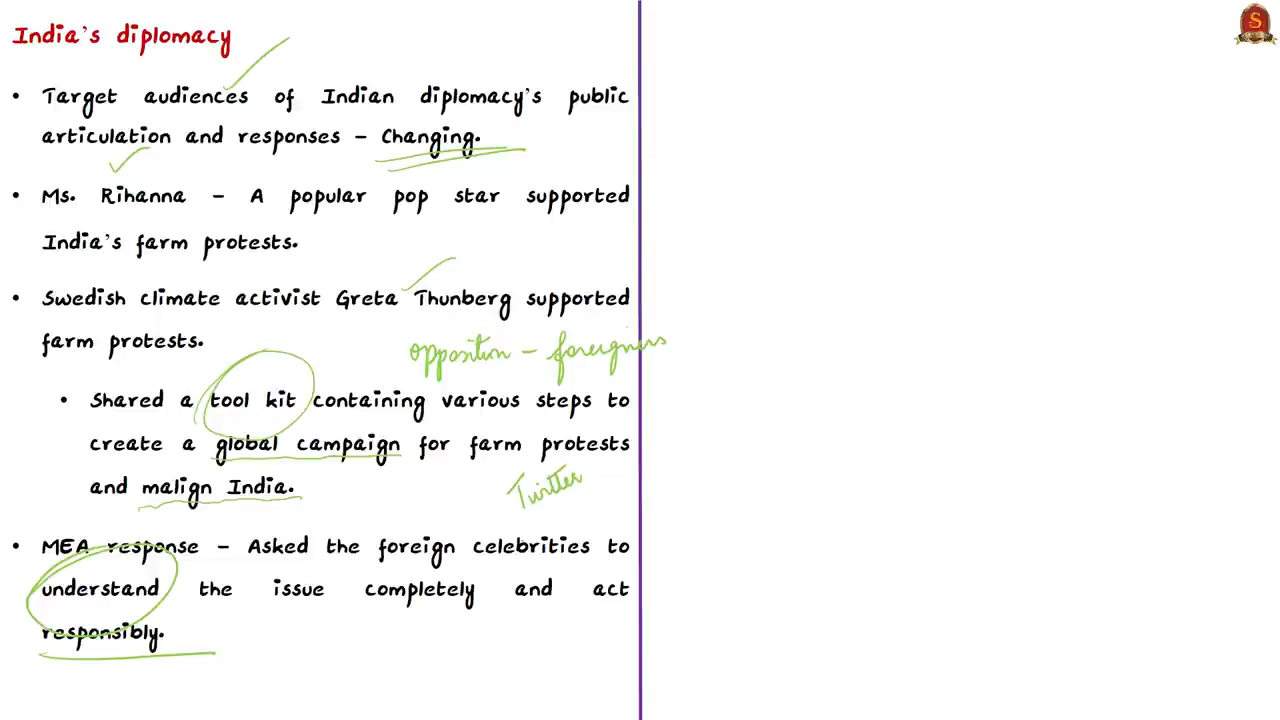 India's diplomacy
• Target audiences of Indian diplomacy's public
articulation and responses – Changing.
• Ms. Rihanna – A popular pop star supported
India's farm protests.
• Swedish climate activist Greta Thunberg supported
farm protests.
opposition – foreigners
• Shared a tool kit containing various steps to
create a global campaign for farm protests
and malign India.
Twitter
• MEA response – Asked the foreign celebrities to
understand the issue completely and act
responsibly.
S